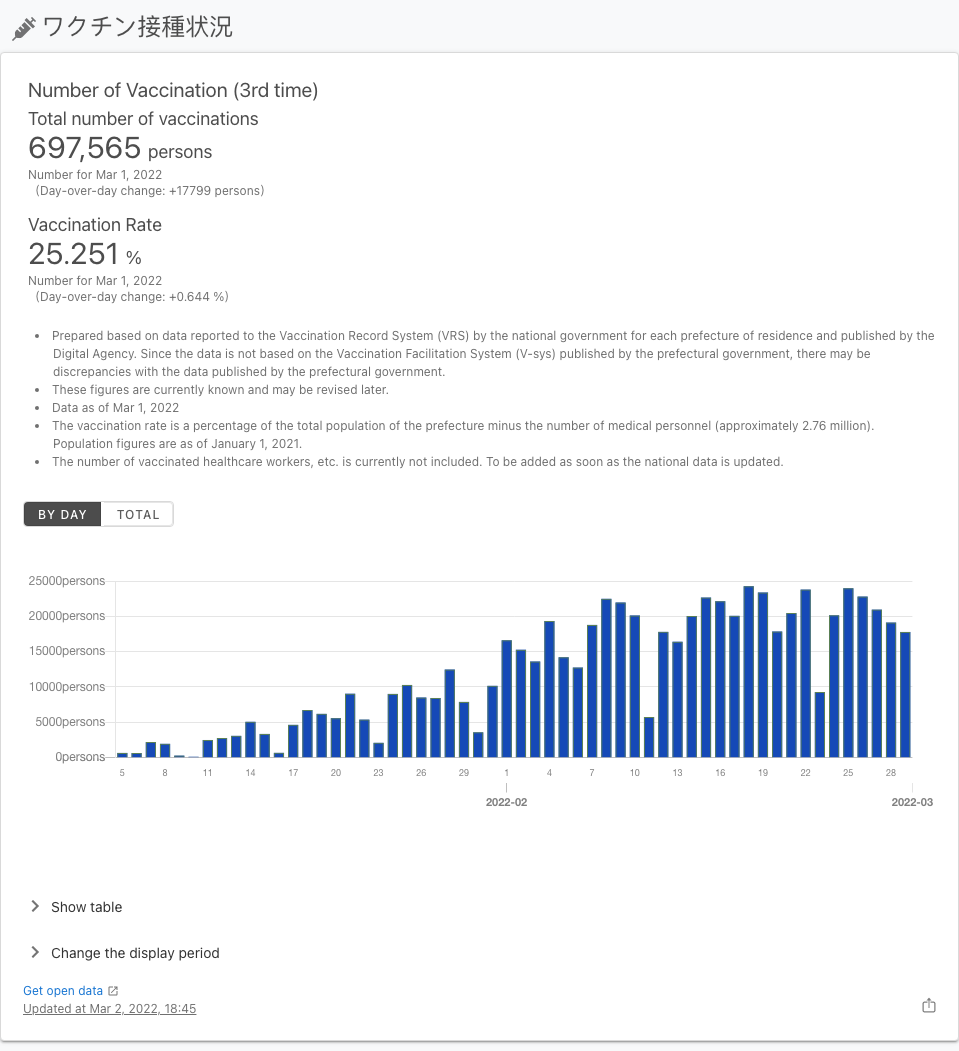 ワクチン接種状況
Number of Vaccination (3rd time)
Total number of vaccinations
697,565 persons
Number for Mar 1, 2022
(Day-over-day change: +17799 persons)
Vaccination Rate
25.251 %
Number for Mar 1, 2022
(Day-over-day change: +0.644 %)
• Prepared based on data reported to the Vaccination Record System (VRS) by the national government for each prefecture of residence and published by the
Digital Agency. Since the data is not based on the Vaccination Facilitation System (V-sys) published by the prefectural government, there may be
discrepancies with the data published by the prefectural government.
• These figures are currently known and may be revised later.
• Data as of Mar 1, 2022
• The vaccination rate is a percentage of the total population of the prefecture minus the number of medical personnel (approximately 2.76 million).
Population figures are as of January 1, 2021.
• The number of vaccinated healthcare workers, etc. is currently not included. To be added as soon as the national data is updated.
BY DAY TOTAL
25000persons
20000persons
15000persons
10000persons
5000persons
0persons
5 8 11 14 17 20 23 26 29 1 4 7 10 13 16 19 22 25 28
2022-02 2022-03
Show table
Change the display period
Get open data
Updated at Mar 2, 2022, 18:45